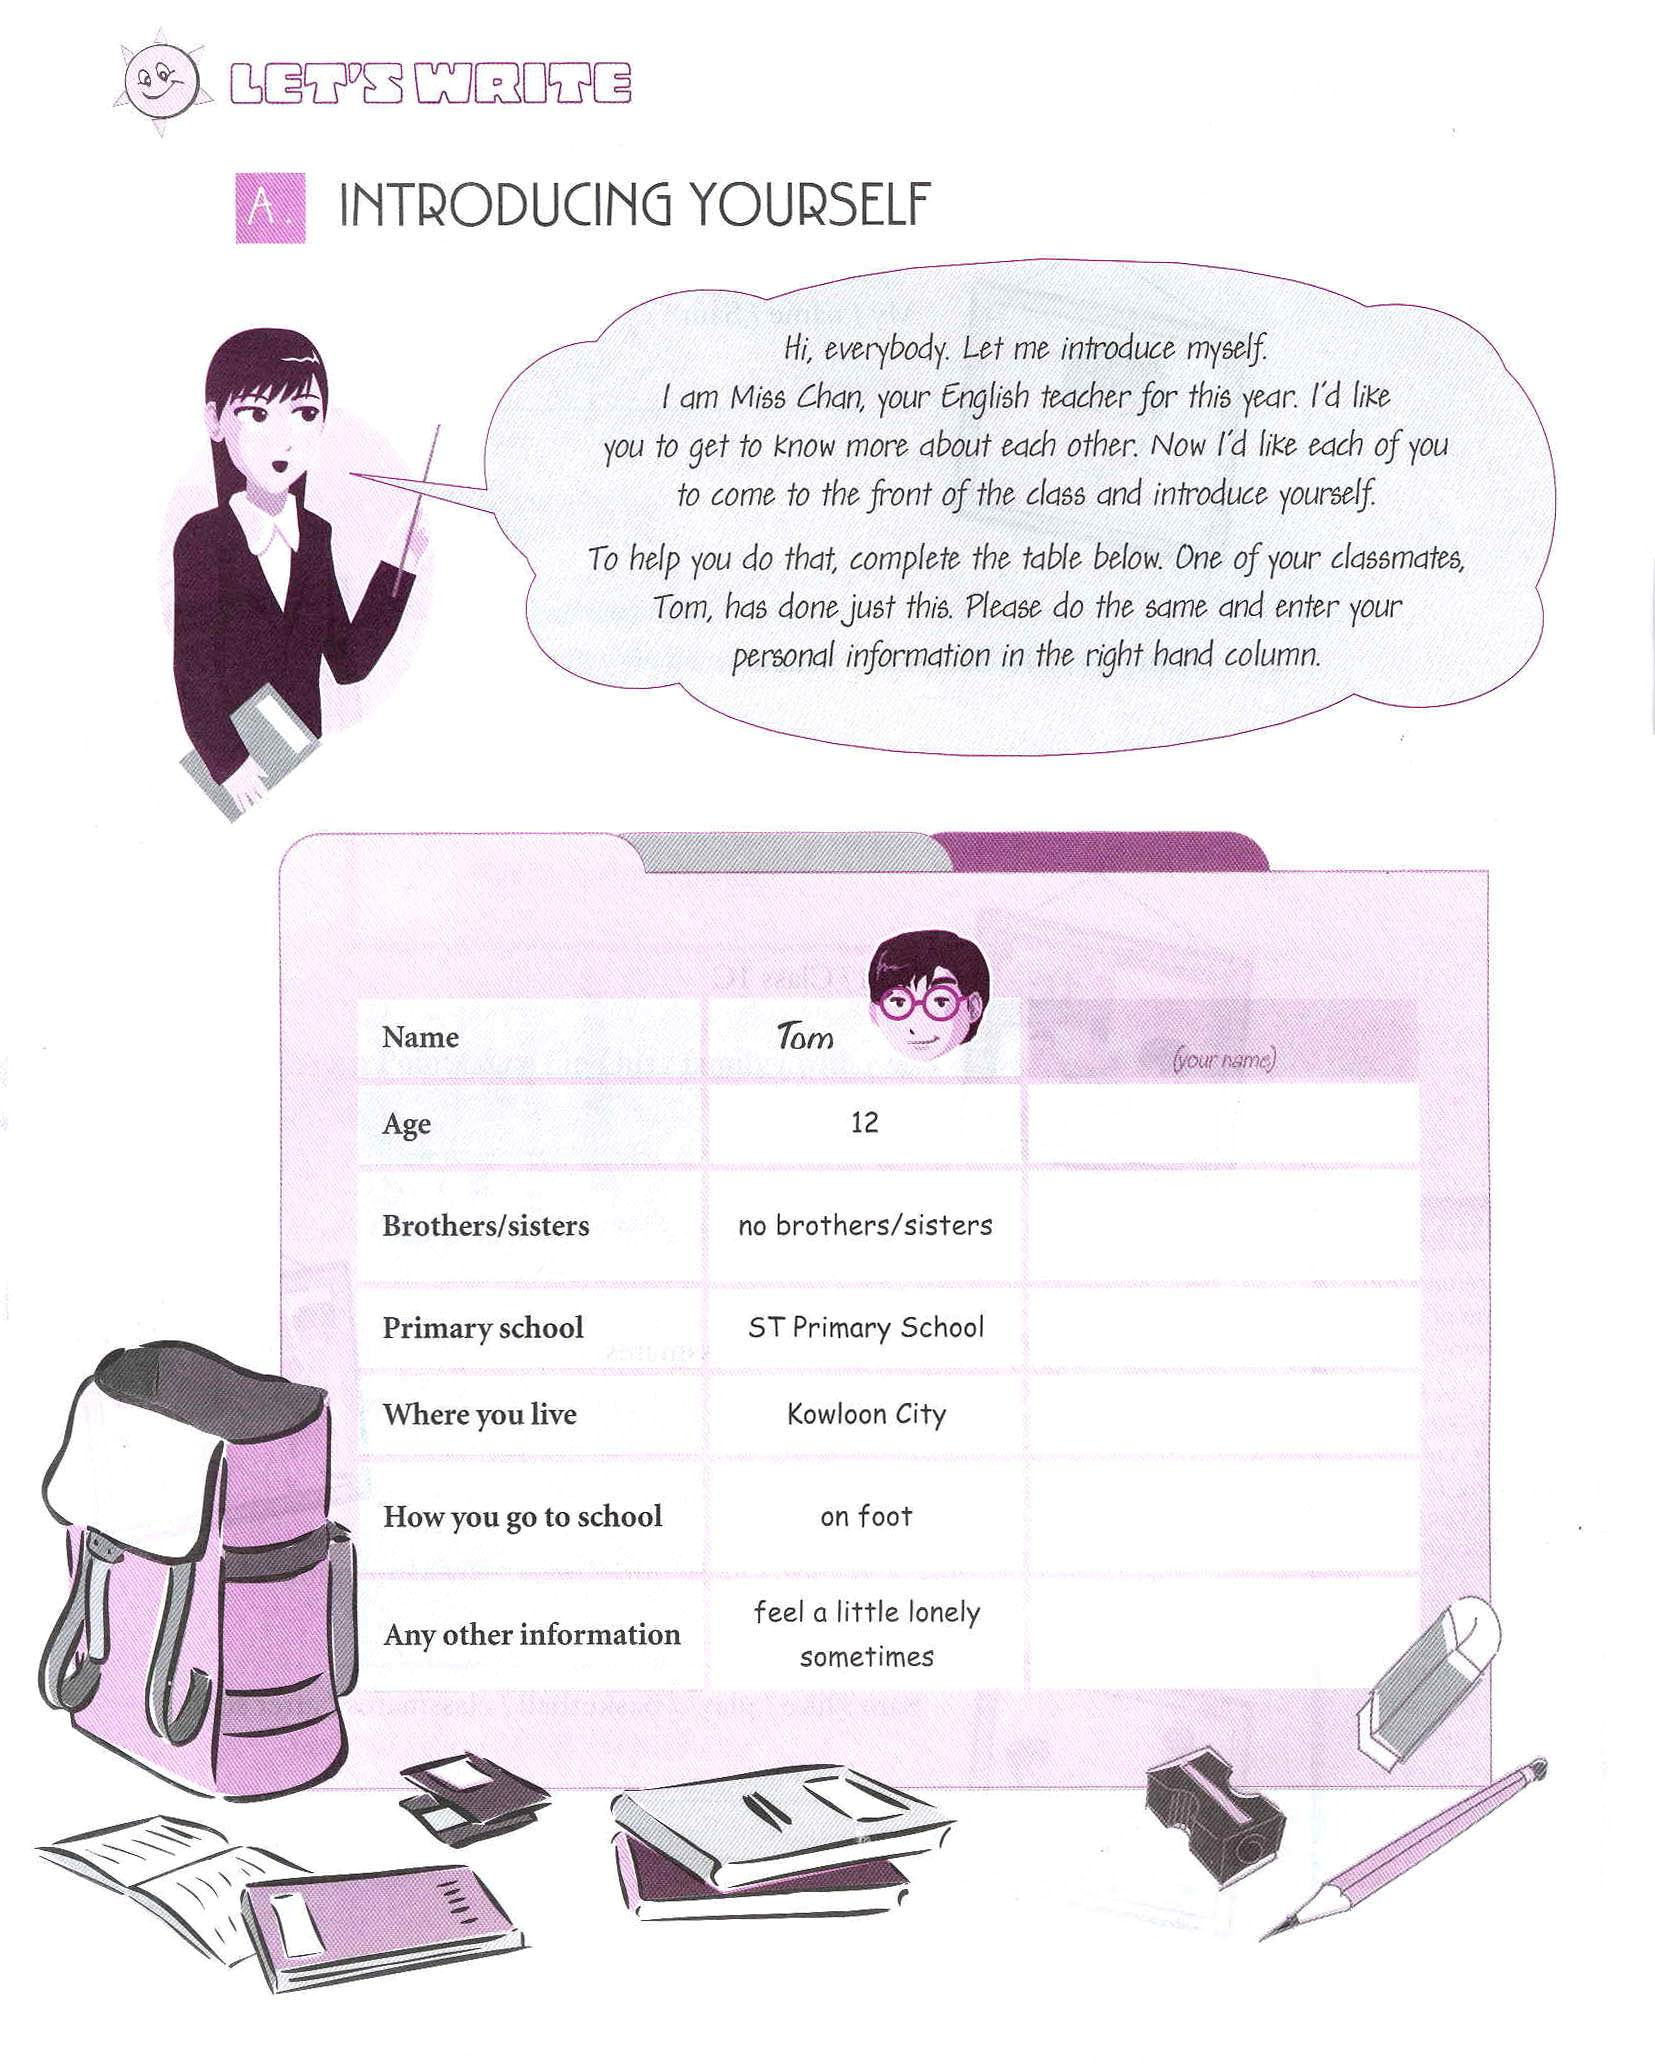 LET'S WRITE
A. INTRODUCING YOURSELF
Hi, everybody. Let me introduce myself.
I am Miss Chan, your English teacher for this year. I'd like
you to get to know more about each other. Now I'd like each of you
to come to the front of the class and introduce yourself.
To help you do that, complete the table below. One of your classmates,
Tom, has done just this. Please do the same and enter your
personal information in the right hand column.
Name Tom (your name)
Age 12
Brothers/sisters no brothers/sisters
Primary school ST Primary School
Where you live Kowloon City
How you go to school on foot
Any other information feel a little lonely
sometimes